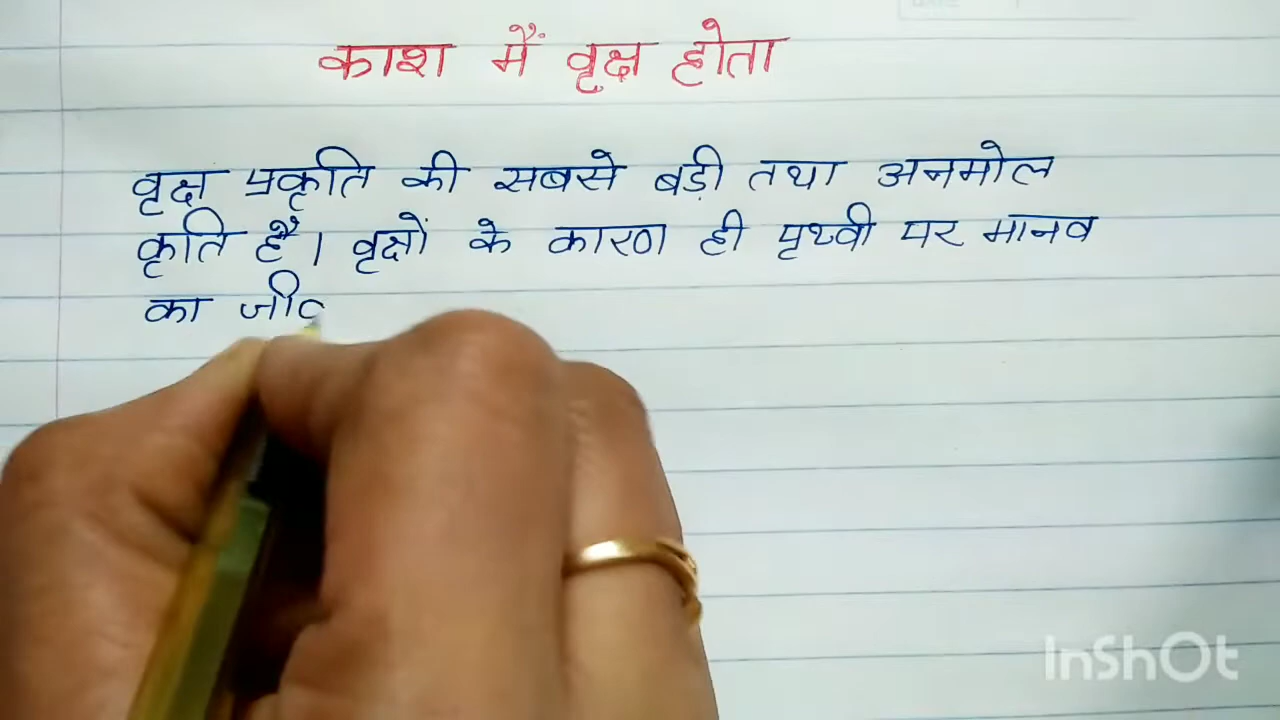 काश मैं वृक्ष होता
वृक्ष प्रकृति की सबसे बड़ी तथा अनमोल
कृति है। वृक्षों के कारण ही पृथ्वी पर मानव
का जी
InShOt